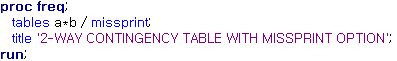 proc freq;
tables a*b / missprint;
title '2-WAY CONTINGENCY TABLE WITH MISSPRINT OPTION';
run;